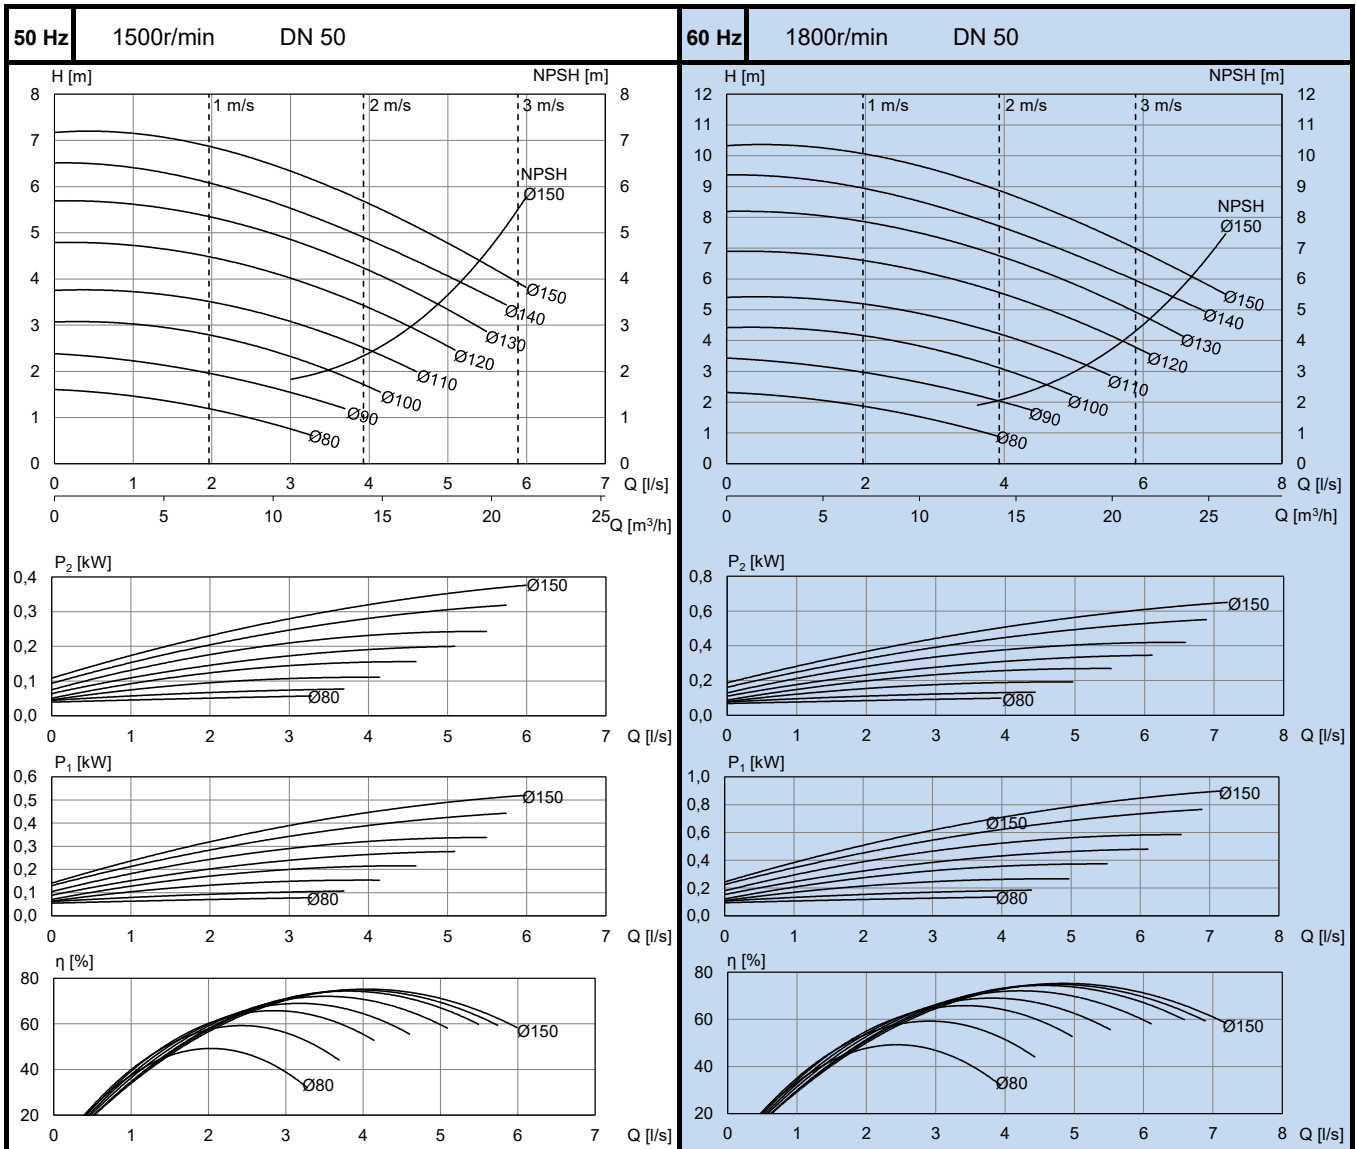 50 Hz 1500r/min DN 50
H [m] NPSH [m]
8 1 m/s 2 m/s 3 m/s 8
7 7
NPSH
6 Ø150 6
5 5
4 4
Ø150
Ø140
3 3
Ø130
Ø120
2 2
Ø110
Ø100
1 Ø90 1
Ø80
0 0
0 1 2 3 4 5 6 7 Q [l/s]
0 5 10 15 20 25 Q [m³/h]
P₂ [kW]
0,4 Ø150
0,3
0,2
0,1 Ø80
0,0
0 1 2 3 4 5 6 7 Q [l/s]
P₁ [kW]
0,6
0,5 Ø150
0,4
0,3
0,2
0,1 Ø80
0,0
0 1 2 3 4 5 6 7 Q [l/s]
η [%]
80
60 Ø150
40 Ø80
20
0 1 2 3 4 5 6 7 Q [l/s]
60 Hz 1800r/min DN 50
H [m] NPSH [m]
12 1 m/s 2 m/s 3 m/s 12
11 11
10 10
9 9
NPSH
8 Ø150 8
7 7
6 6
Ø150
5 Ø140 5
4 Ø130 4
Ø120
3 Ø110 3
2 Ø100 2
Ø90
1 Ø80 1
0 0
0 2 4 6 8 Q [l/s]
0 5 10 15 20 25 Q [m³/h]
P₂ [kW]
0,8
0,6 Ø150
0,4
0,2 Ø80
0,0
0 1 2 3 4 5 6 7 8 Q [l/s]
P₁ [kW]
1,0
0,8 Ø150
Ø150
0,6
0,4
0,2 Ø80
0,0
0 1 2 3 4 5 6 7 8 Q [l/s]
η [%]
80
60 Ø150
40 Ø80
20
0 1 2 3 4 5 6 7 8 Q [l/s]